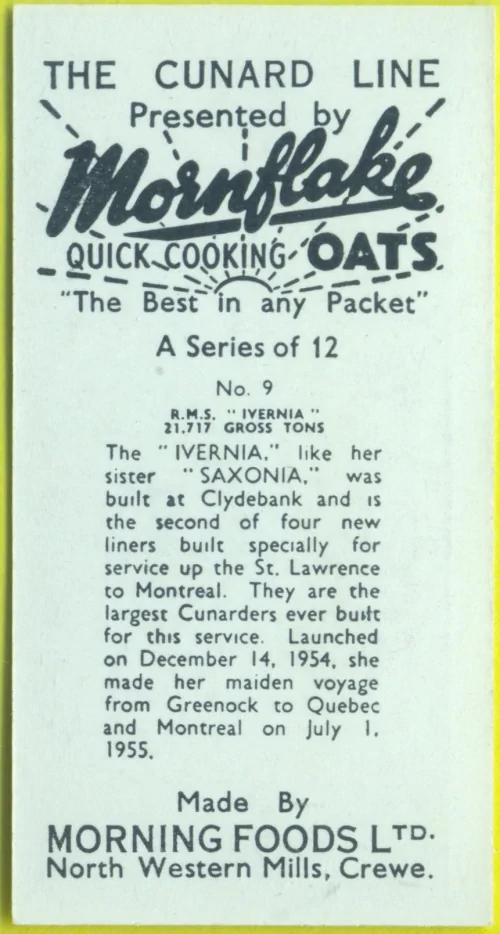 THE CUNARD LINE
Presented by
Mornflake
QUICK COOKING OATS
"The Best in any Packet"
A Series of 12
No. 9
R.M.S. "IVERNIA"
21,717 GROSS TONS
The "IVERNIA," like her
sister "SAXONIA," was
built at Clydebank and is
the second of four new
liners built specially for
service up the St. Lawrence
to Montreal. They are the
largest Cunarders ever built
for this service. Launched
on December 14, 1954, she
made her maiden voyage
from Greenock to Quebec
and Montreal on July 1,
1955.
Made By
MORNING FOODS LTD.
North Western Mills, Crewe.